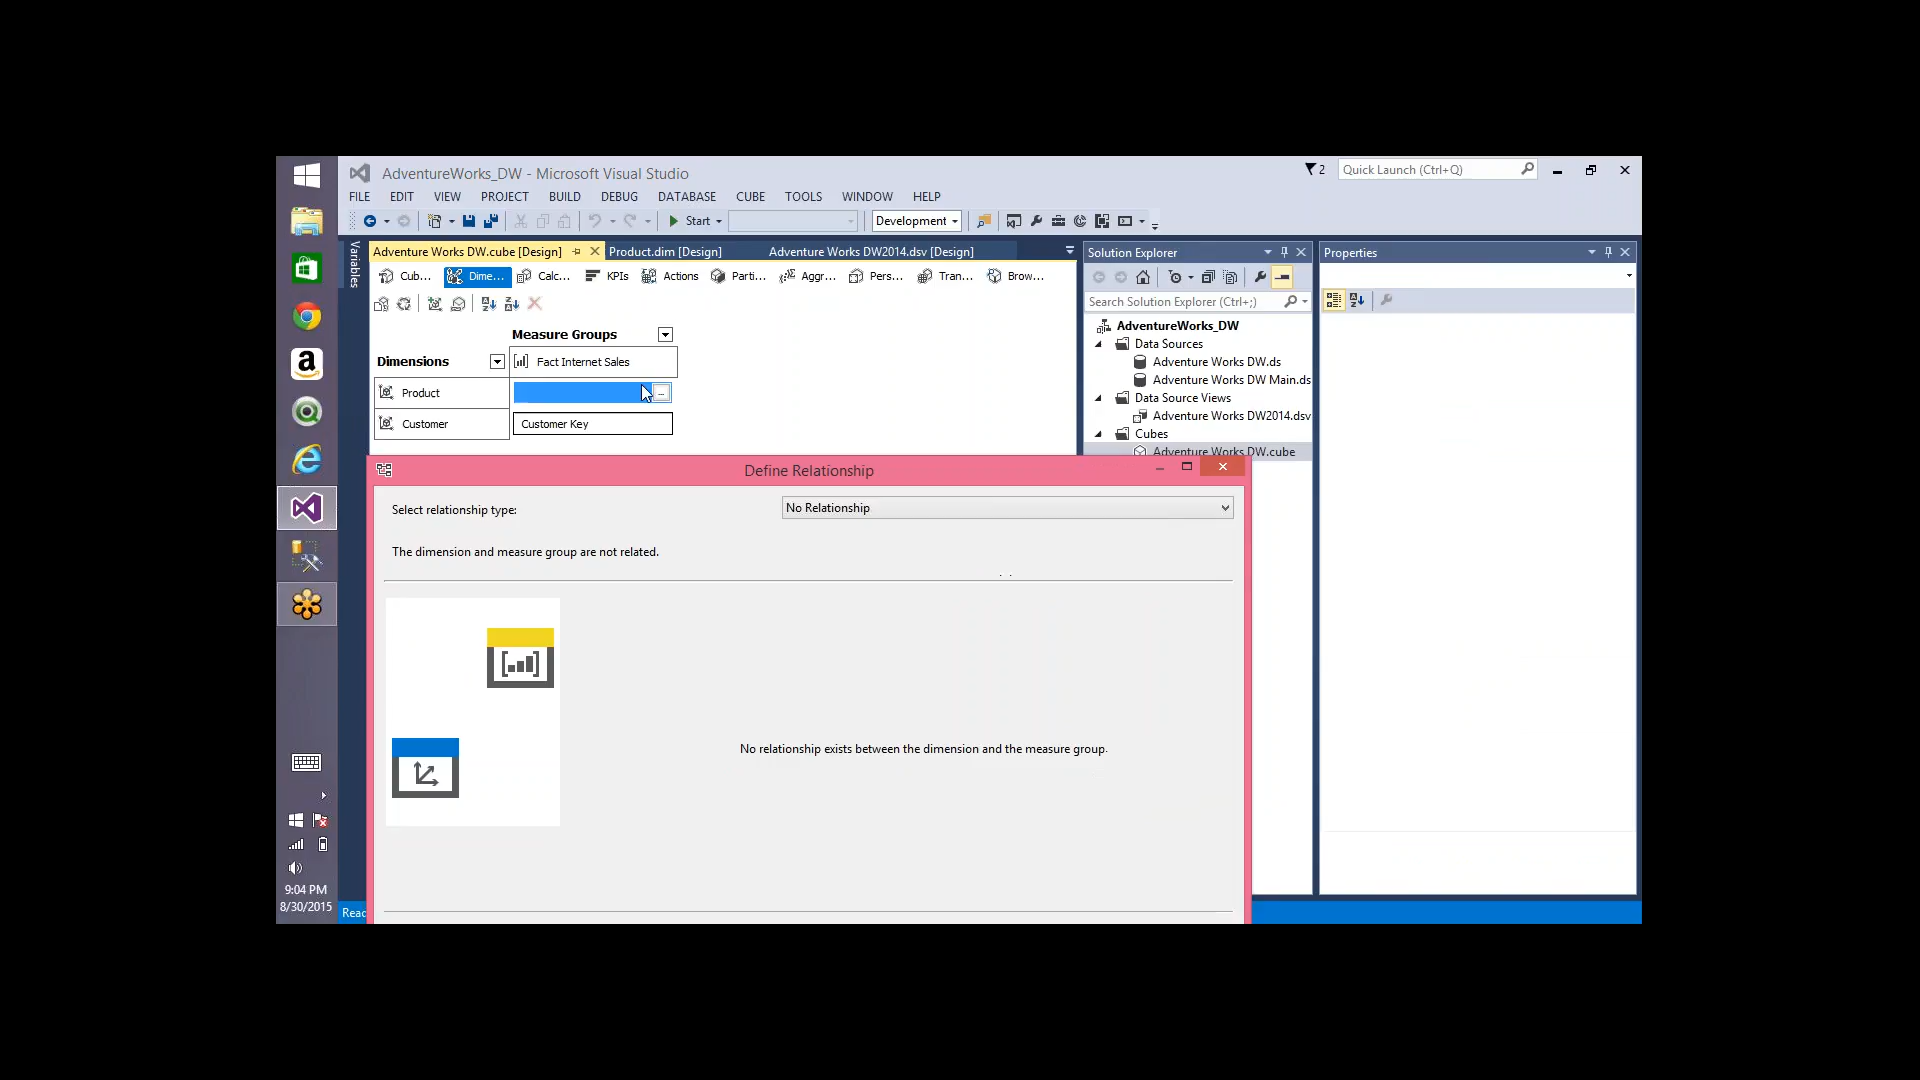 AdventureWorks_DW - Microsoft Visual Studio
2
Quick Launch (Ctrl+Q)
FILE EDIT VIEW PROJECT BUILD DEBUG DATABASE CUBE TOOLS WINDOW HELP
Start
Development
Variables
Adventure Works DW.cube [Design]
Product.dim [Design]
Adventure Works DW2014.dsv [Design]
Cub...
Dime...
Calc...
KPIs
Actions
Parti...
Aggr...
Pers...
Tran...
Brow...
Measure Groups
Dimensions
Fact Internet Sales
Product
...
Customer
Customer Key
Solution Explorer
Search Solution Explorer (Ctrl+;)
AdventureWorks_DW
Data Sources
Adventure Works DW.ds
Adventure Works DW Main.ds
Data Source Views
Adventure Works DW2014.dsv
Cubes
Adventure Works DW.cube
Properties
Define Relationship
Select relationship type:
No Relationship
The dimension and measure group are not related.
No relationship exists between the dimension and the measure group.
a
9:04 PM
8/30/2015
Reac